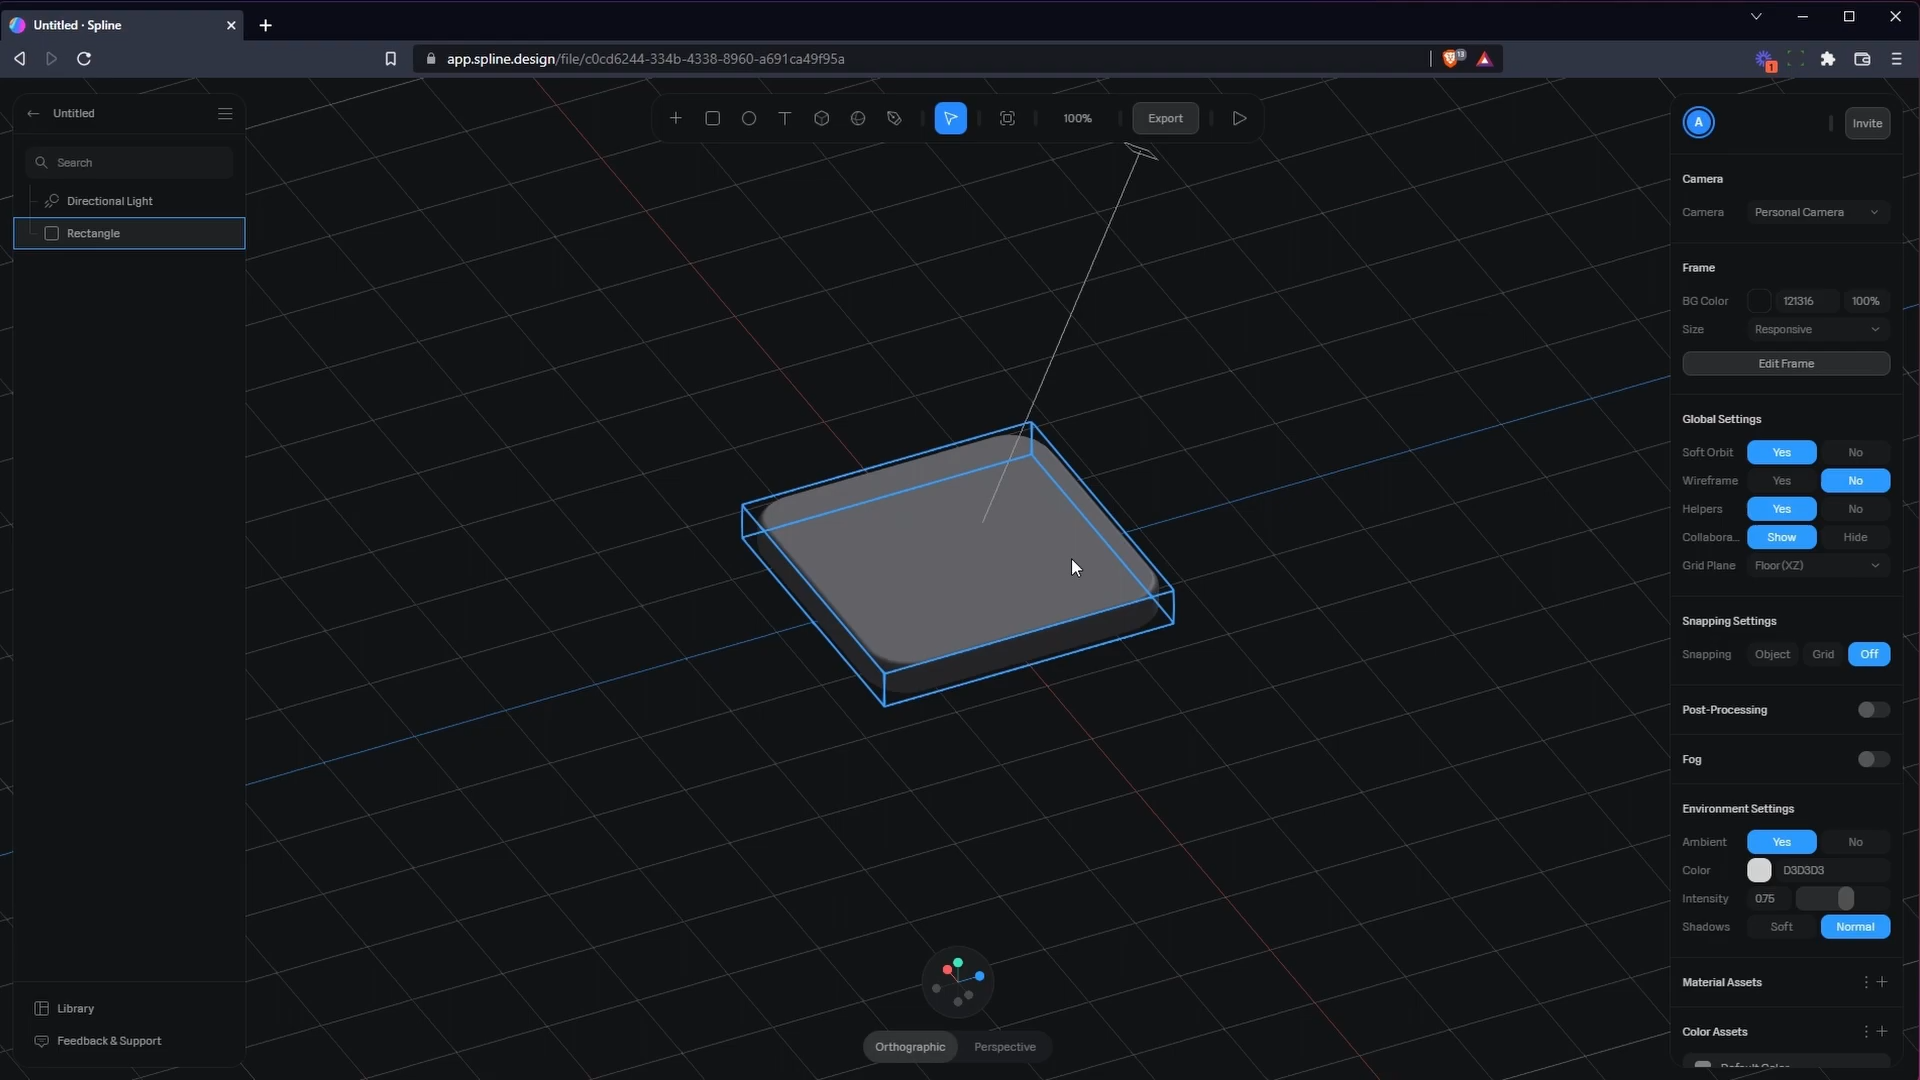 Untitled · Spline
app.spline.design/file/c0cd6244-334b-4338-8960-a691ca49f95a
13
1
Untitled
Search
Directional Light
Rectangle
Library
Feedback & Support
T
100%
Export
Orthographic
Perspective
A
Invite
Camera
Camera
Personal Camera
Frame
BG Color
121316
100%
Size
Responsive
Edit Frame
Global Settings
Soft Orbit
Yes
No
Wireframe
Yes
No
Helpers
Yes
No
Collabora...
Show
Hide
Grid Plane
Floor (XZ)
Snapping Settings
Snapping
Object
Grid
Off
Post-Processing
Fog
Environment Settings
Ambient
Yes
No
Color
D3D3D3
Intensity
0.75
Shadows
Soft
Normal
Material Assets
Color Assets
Default Color